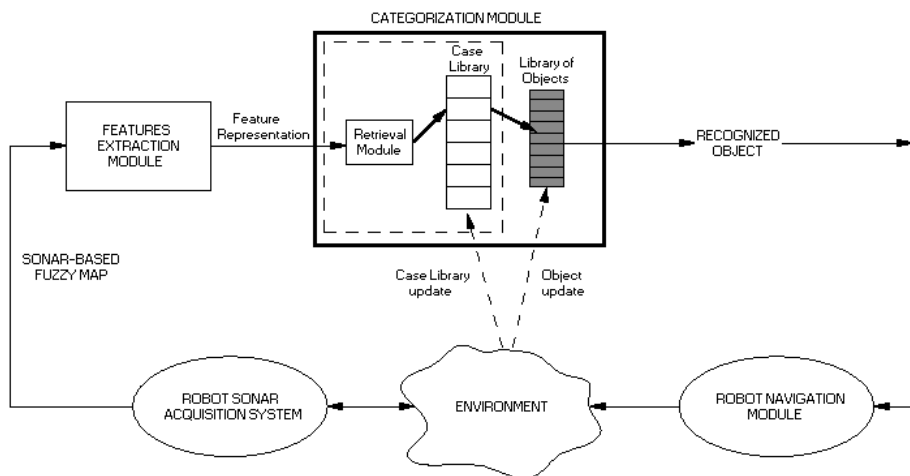 CATEGORIZATION MODULE
Case
Library
Library of
Objects
FEATURES
EXTRACTION
MODULE
Feature
Representation
Retrieval
Module
RECOGNIZED
OBJECT
SONAR-BASED
FUZZY MAP
Case Library
update
Object
update
ROBOT SONAR
ACQUISITION SYSTEM
ENVIRONMENT
ROBOT NAVIGATION
MODULE